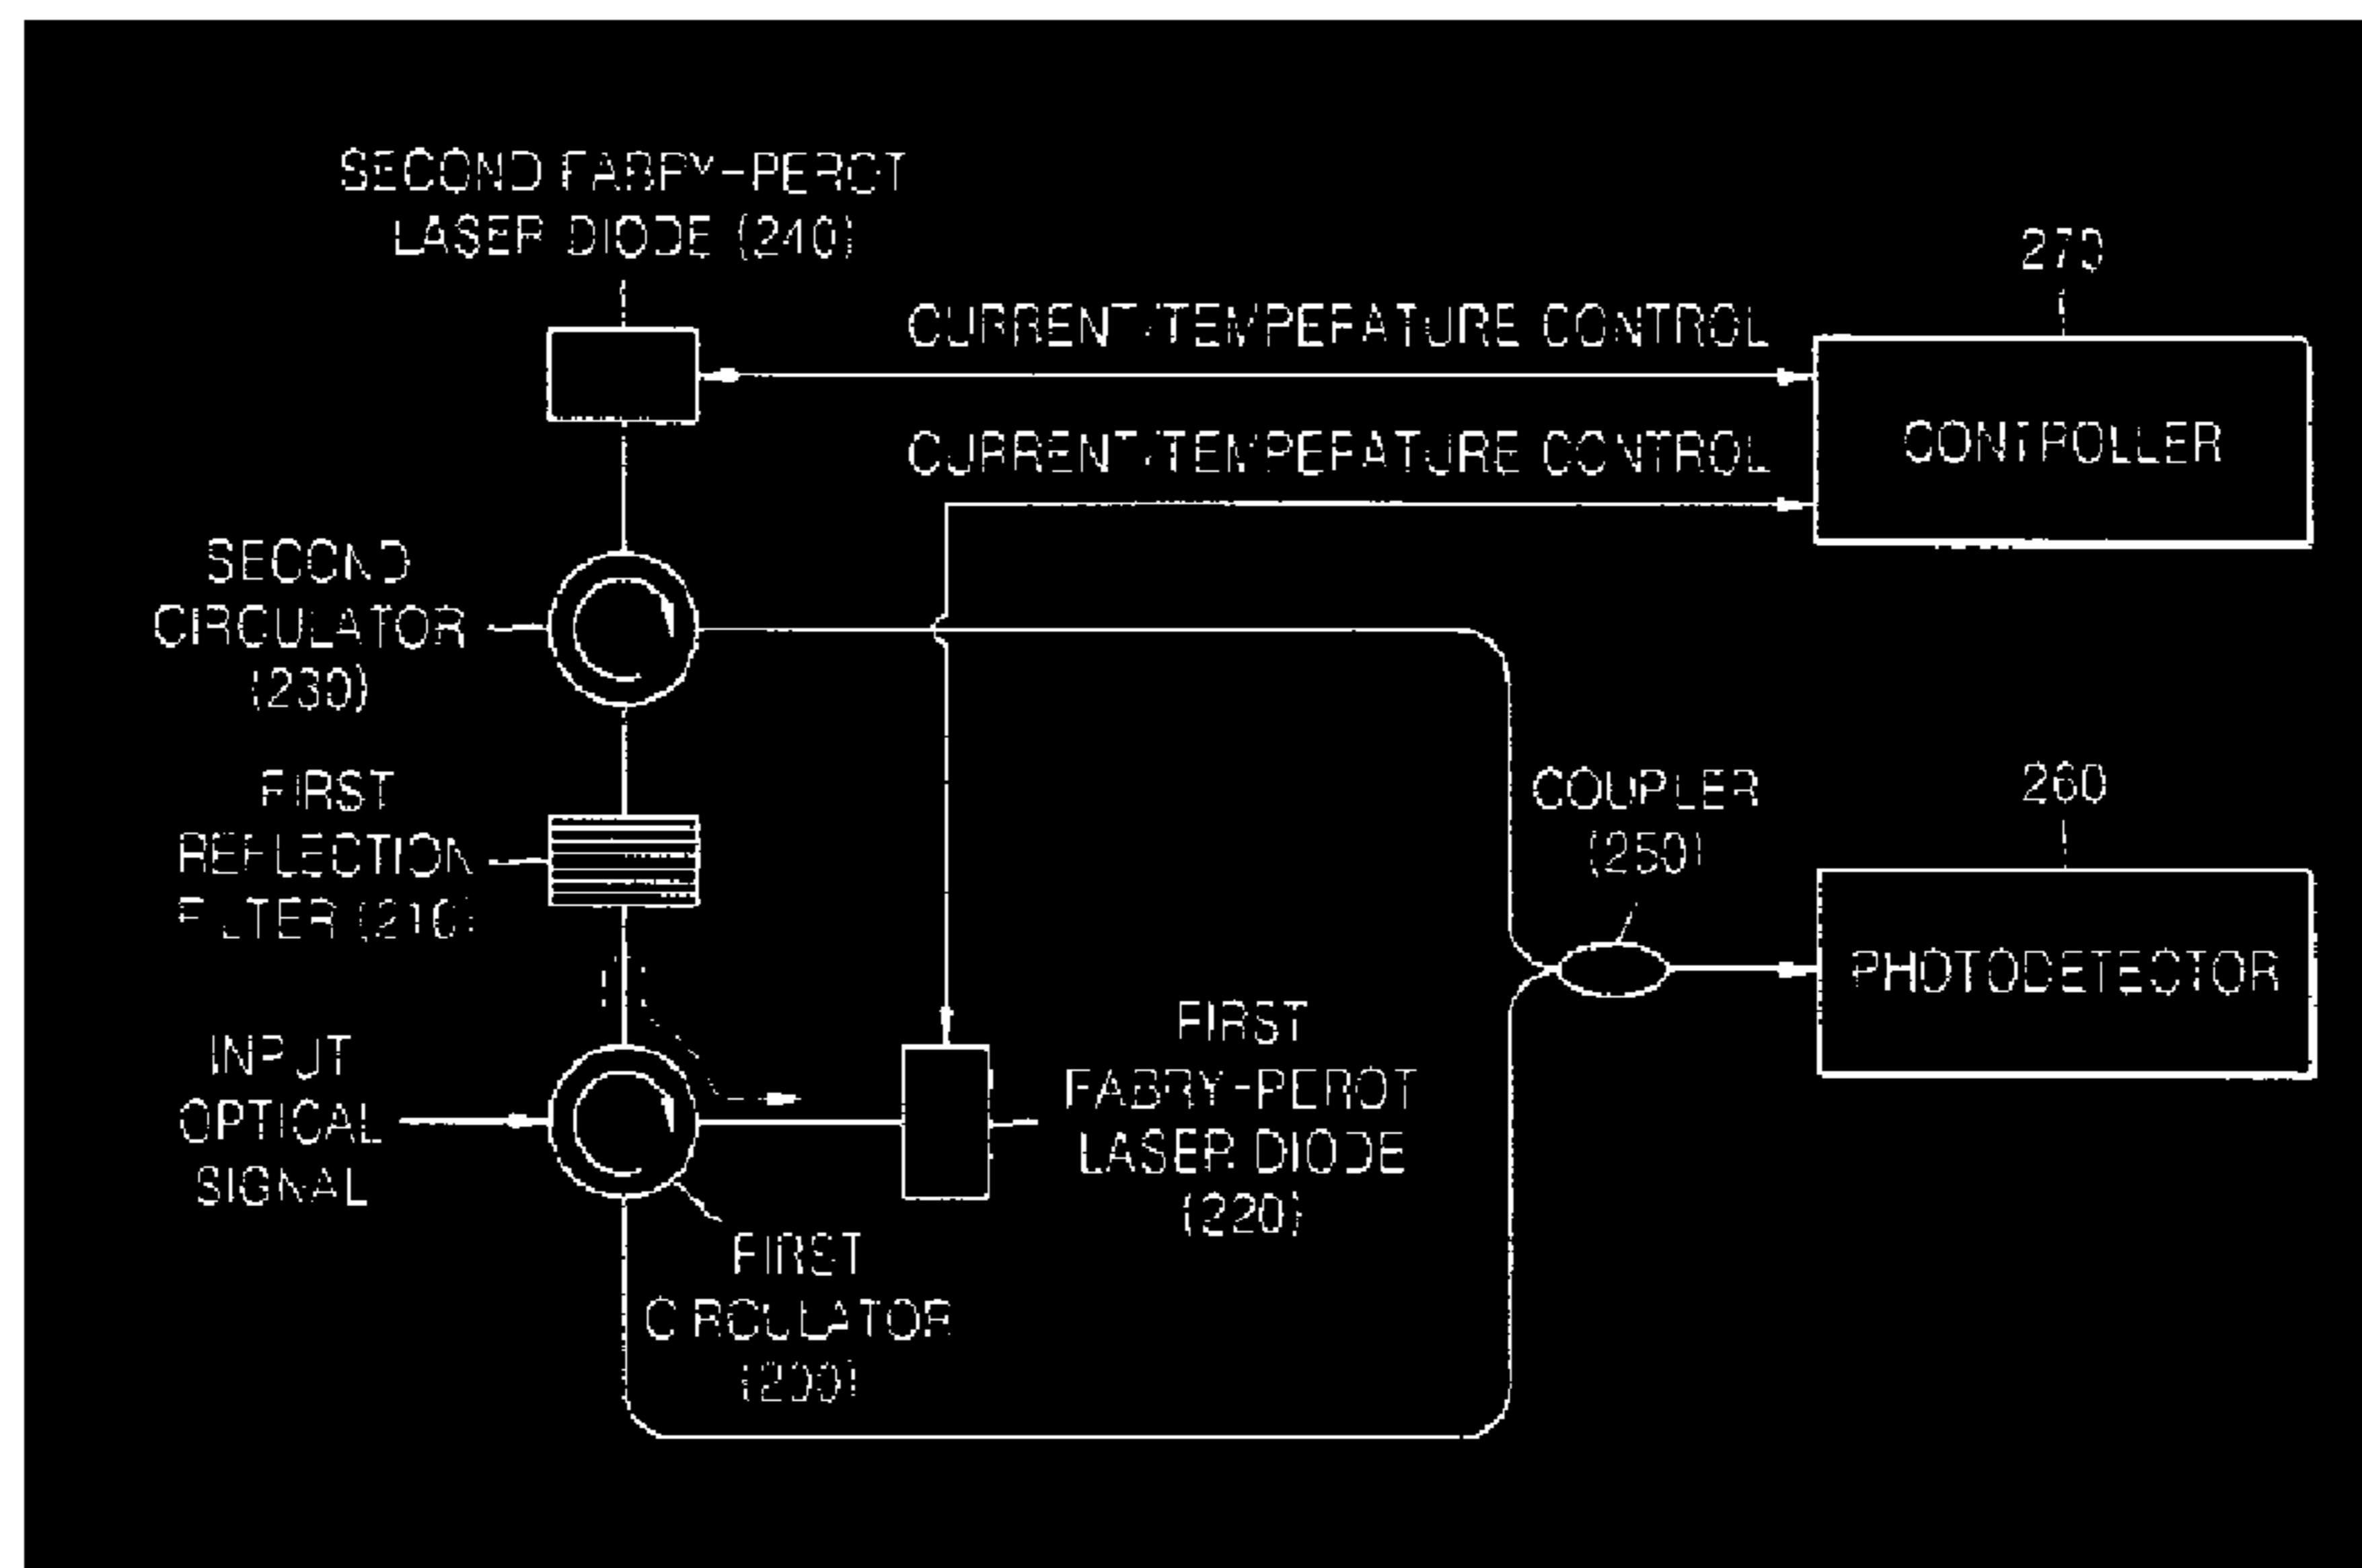 SECOND FABRY-PEROT
LASER DIODE (240)
270
CURRENT/TEMPERATURE CONTROL
CURRENT/TEMPERATURE CONTROL
CONTROLLER
SECOND
CIRCULATOR
(230)
FIRST
REFLECTION
FILTER (210)
COUPLER
(250)
260
PHOTODETECTOR
INPUT
OPTICAL
SIGNAL
FIRST
FABRY-PEROT
LASER DIODE
(220)
FIRST
CIRCULATOR
(200)